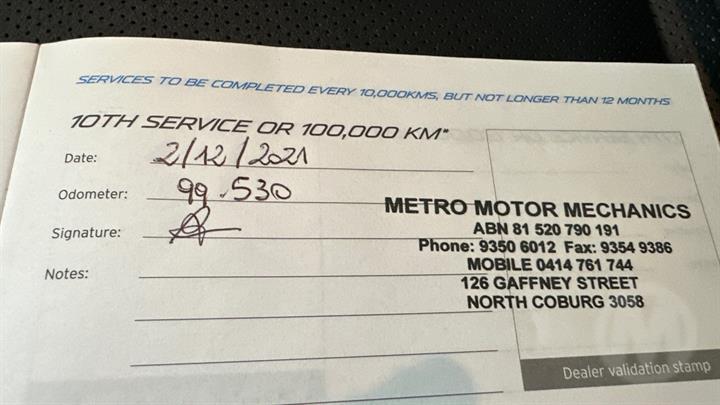 SERVICES TO BE COMPLETED EVERY 10,000KMS, BUT NOT LONGER THAN 12 MONTHS
10TH SERVICE OR 100,000 KM*
Date: 2/12/2021
Odometer: 99.530
Signature:
Notes:
METRO MOTOR MECHANICS
ABN 81 520 790 191
Phone: 9350 6012 Fax: 9354 9386
MOBILE 0414 761 744
126 GAFFNEY STREET
NORTH COBURG 3058
Dealer validation stamp